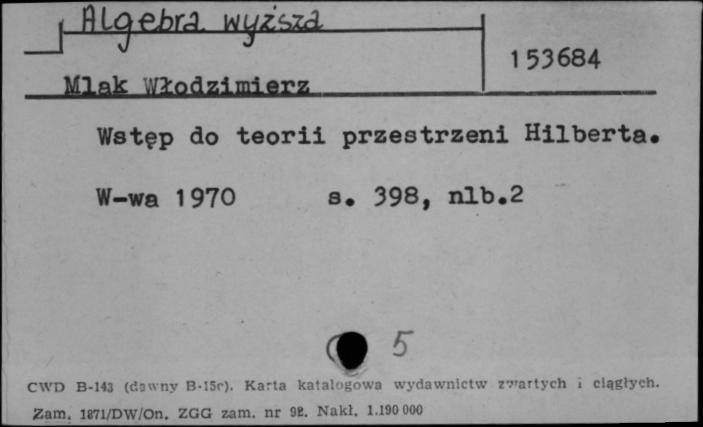 Algebra wyższa
153684
Mlak Włodzimierz
Wstęp do teorii przestrzeni Hilberta.
W-wa 1970 s. 398, nlb.2
5
CWD B-143 (dawny B-15c). Karta katalogowa wydawnictw zwartych i ciągłych.
Zam. 1871/DW/On. ZGG zam. nr 92. Nakł. 1.190 000